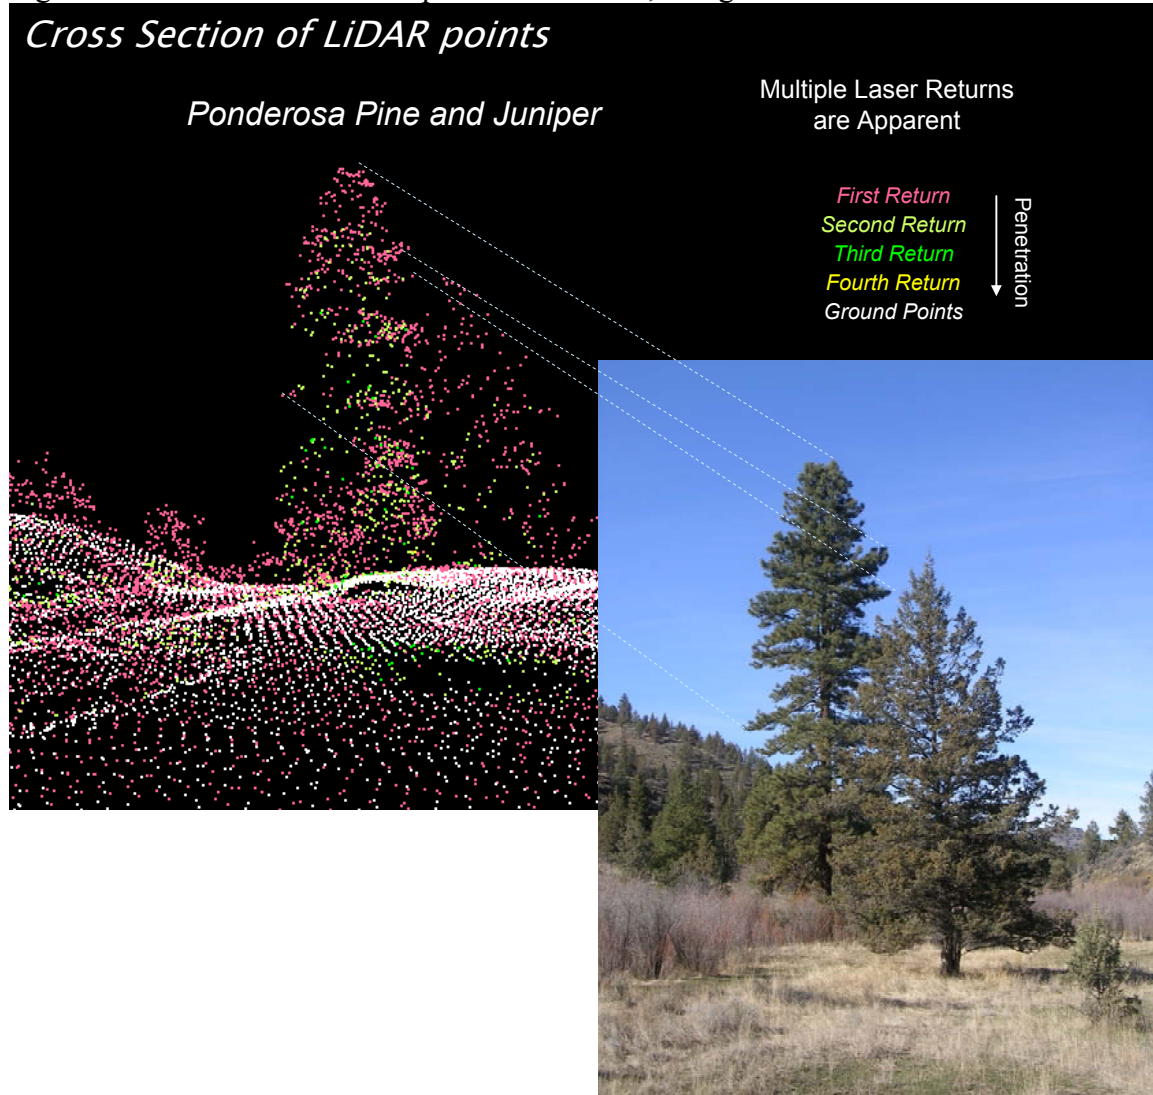 Cross Section of LiDAR points
Ponderosa Pine and Juniper
Multiple Laser Returns
are Apparent
First Return
Second Return
Third Return
Fourth Return
Ground Points
Penetration